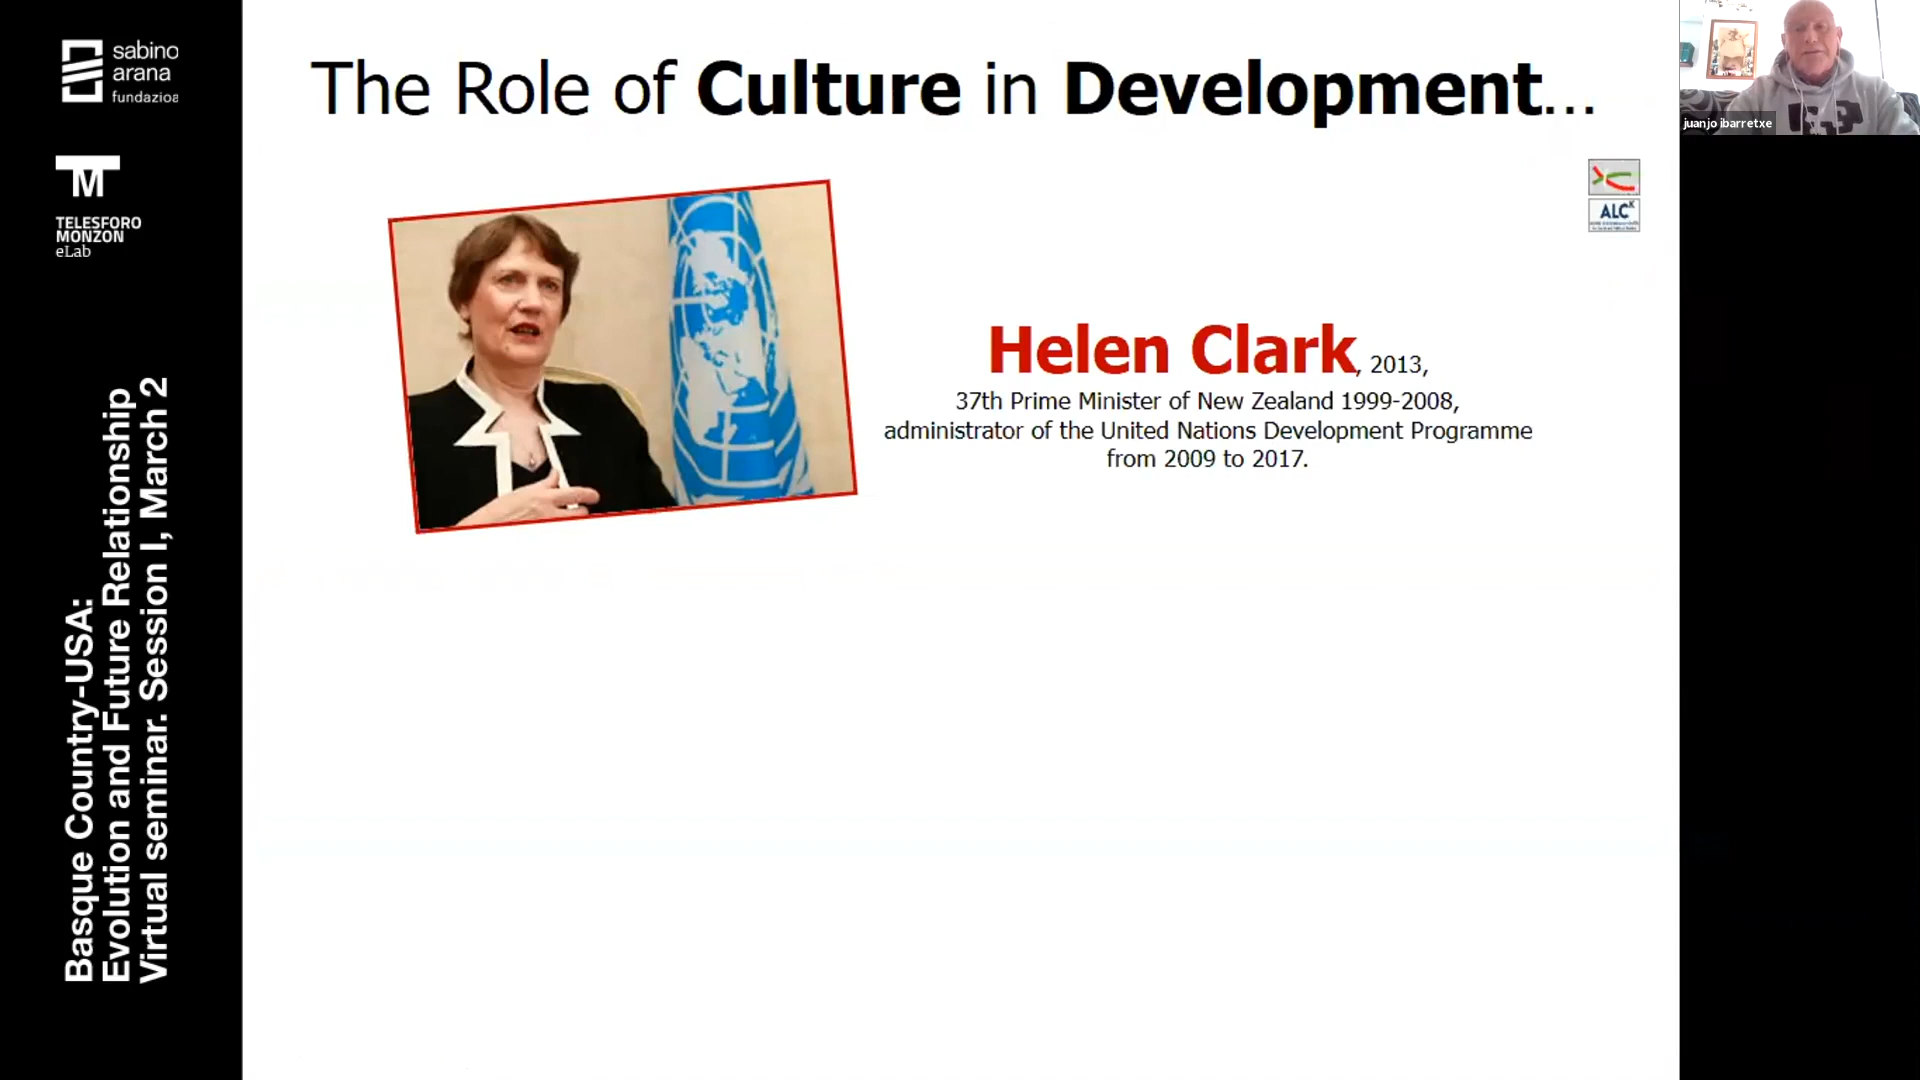 sabino
arana
fundazioa
TM
TELESFORO
MONZON
eLab
Basque Country-USA:
Evolution and Future Relationship
Virtual seminar. Session I, March 2
The Role of Culture in Development...
Helen Clark, 2013,
37th Prime Minister of New Zealand 1999-2008,
administrator of the United Nations Development Programme
from 2009 to 2017.
ALCK
juanjo ibarretxe